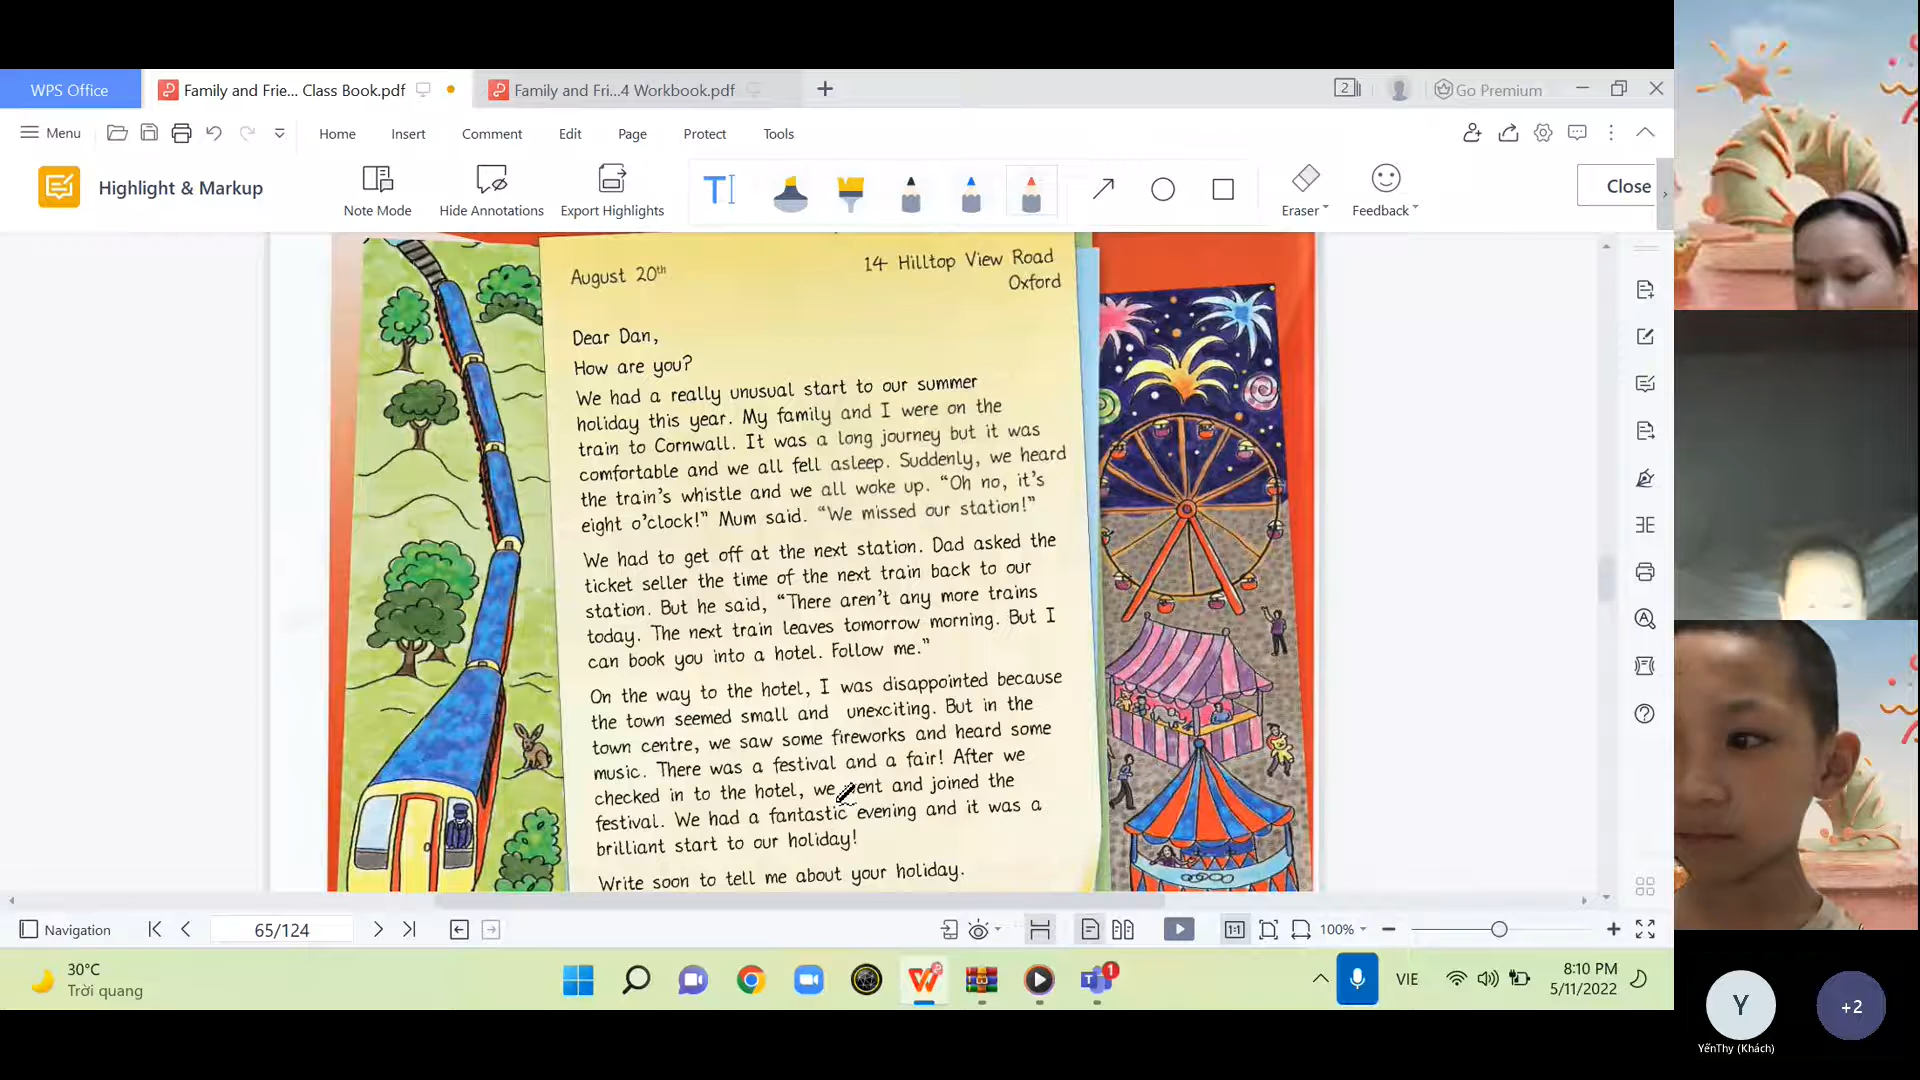 WPS Office
Family and Frie... Class Book.pdf
Family and Fri...4 Workbook.pdf
2
Go Premium
Menu
Home
Insert
Comment
Edit
Page
Protect
Tools
Highlight & Markup
Note Mode
Hide Annotations
Export Highlights
Eraser
Feedback
Close
August 20th
14 Hilltop View Road
Oxford
Dear Dan,
How are you?
We had a really unusual start to our summer
holiday this year. My family and I were on the
train to Cornwall. It was a long journey but it was
comfortable and we all fell asleep. Suddenly, we heard
the train's whistle and we all woke up. "Oh no, it's
eight o'clock!" Mum said. "We missed our station!"
We had to get off at the next station. Dad asked the
ticket seller the time of the next train back to our
station. But he said, "There aren't any more trains
today. The next train leaves tomorrow morning. But I
can book you into a hotel. Follow me."
On the way to the hotel, I was disappointed because
the town seemed small and unexciting. But in the
town centre, we saw some fireworks and heard some
music. There was a festival and a fair! After we
checked in to the hotel, we went and joined the
festival. We had a fantastic evening and it was a
brilliant start to our holiday!
Write soon to tell me about your holiday.
Navigation
65/124
1:1
100%
30°C
Trời quang
1
VIE
8:10 PM
5/11/2022
Y
+2
YếnThy (Khách)